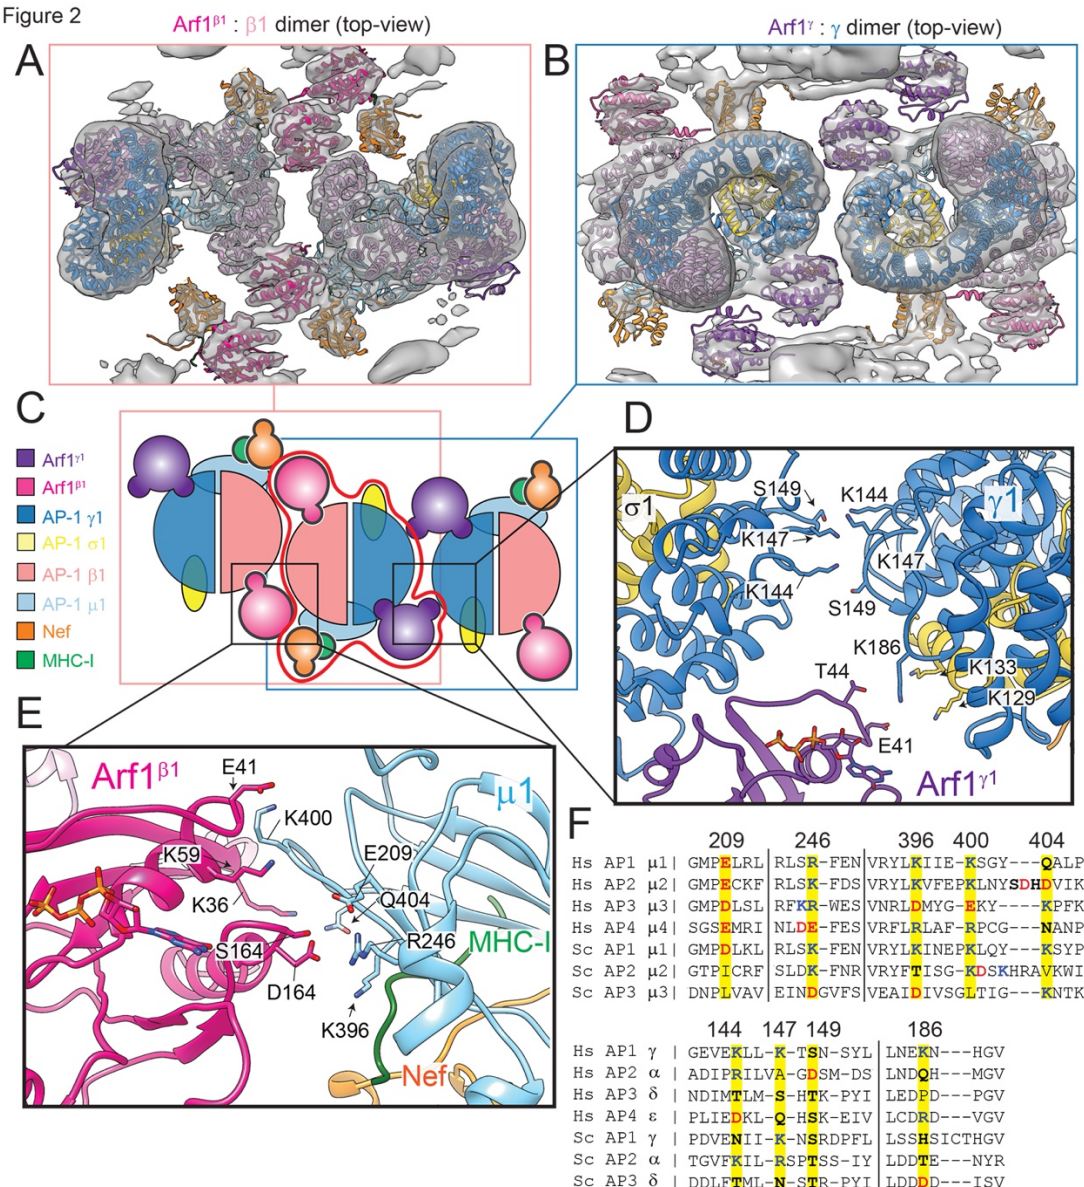 Figure 2
Arf1β1 : β1 dimer (top-view)
Arf1γ : γ dimer (top-view)
A
B
C
Arf1γ1
Arf1β1
AP-1 γ1
AP-1 σ1
AP-1 β1
AP-1 μ1
Nef
MHC-I
D
σ1
γ1
S149
K144
K147
K147
K144
S149
K186
T44
K133
K129
E41
Arf1γ1
E
Arf1β1
μ1
E41
K400
K59
E209
K36
Q404
S164
R246
MHC-I
D164
K396
Nef
F
209 246 396 400 404
Hs AP1 μ1| GMPELRL RLSR-FEN VRYLKIIE-KSGY---QALP
Hs AP2 μ2| GMPECKF RLSK-FDS VRYLKVFEPKLNYSDHDVIK
Hs AP3 μ3| GMPDLSL RFKR-WES VNRLDMYG-EKY----KPFK
Hs AP4 μ4| SGSEMRI NLDE-FES VRFLRLAF-RPCG---NANP
Sc AP1 μ1| GMPDLKL RLSK-FEN VRYLKINEPKLQY---KSYP
Sc AP2 μ2| GTPICRF SLDK-FNR VRYFTISG-KDSKHRAVKWI
Sc AP3 μ3| DNPLVAV EINDGVFS VEAIDIVSGLTIG---KNTK
144 147 149 186
Hs AP1 γ | GEVEKLL-K-TSN-SYL LNEKN---HGV
Hs AP2 α | ADIPRILVA-GDSM-DS LNDQH---MGV
Hs AP3 δ | NDIMTLM-S-HTK-PYI LEDPD---PGV
Hs AP4 ε | PLIEDKL-Q-HSK-EIV LCDRD---VGV
Sc AP1 γ | PDVENII-K-NSRDPFL LSSHSICTHGV
Sc AP2 α | TGVFKIL-RSPTSS-IY LDDTE---NYR
Sc AP3 δ | DDLFTML-N-STR-PYI LDDDD---ISV